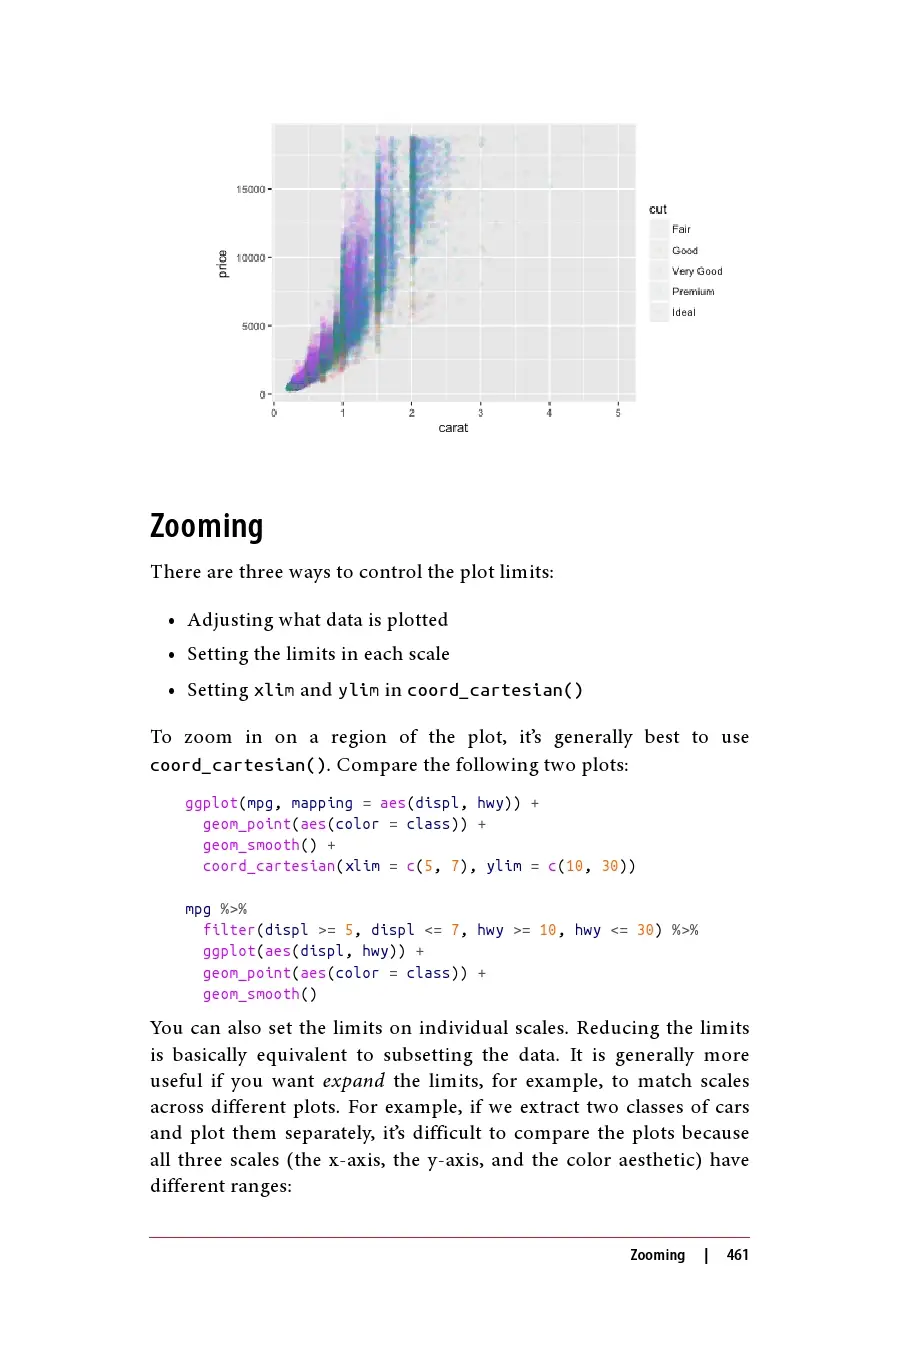 15000
10000
5000
0
price
0 1 2 3 4 5
carat
cut
Fair
Good
Very Good
Premium
Ideal
Zooming
There are three ways to control the plot limits:
• Adjusting what data is plotted
• Setting the limits in each scale
• Setting xlim and ylim in coord_cartesian()
To zoom in on a region of the plot, it’s generally best to use
coord_cartesian(). Compare the following two plots:
ggplot(mpg, mapping = aes(displ, hwy)) +
  geom_point(aes(color = class)) +
  geom_smooth() +
  coord_cartesian(xlim = c(5, 7), ylim = c(10, 30))
mpg %>%
  filter(displ >= 5, displ <= 7, hwy >= 10, hwy <= 30) %>%
  ggplot(aes(displ, hwy)) +
  geom_point(aes(color = class)) +
  geom_smooth()
You can also set the limits on individual scales. Reducing the limits
is basically equivalent to subsetting the data. It is generally more
useful if you want expand the limits, for example, to match scales
across different plots. For example, if we extract two classes of cars
and plot them separately, it’s difficult to compare the plots because
all three scales (the x-axis, the y-axis, and the color aesthetic) have
different ranges:
Zooming | 461